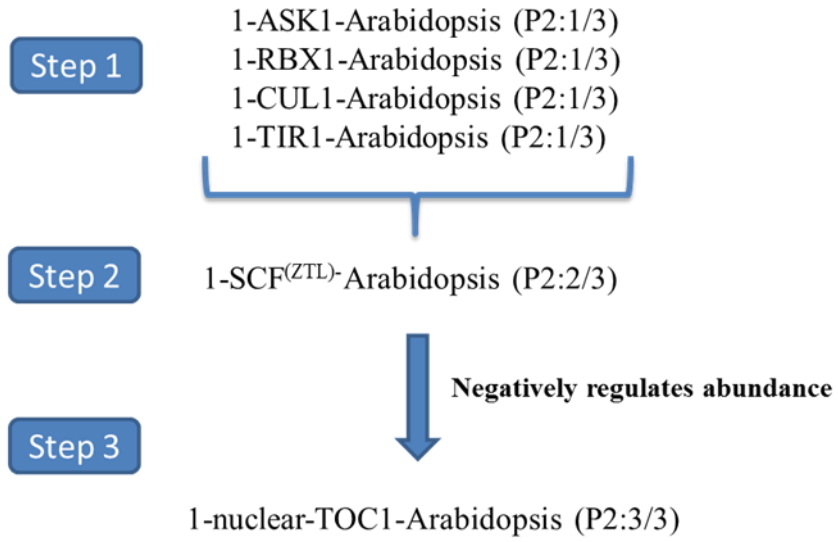 Step 1
1-ASK1-Arabidopsis (P2:1/3)
1-RBX1-Arabidopsis (P2:1/3)
1-CUL1-Arabidopsis (P2:1/3)
1-TIR1-Arabidopsis (P2:1/3)
Step 2
1-SCF(ZTL)-Arabidopsis (P2:2/3)
Negatively regulates abundance
Step 3
1-nuclear-TOC1-Arabidopsis (P2:3/3)